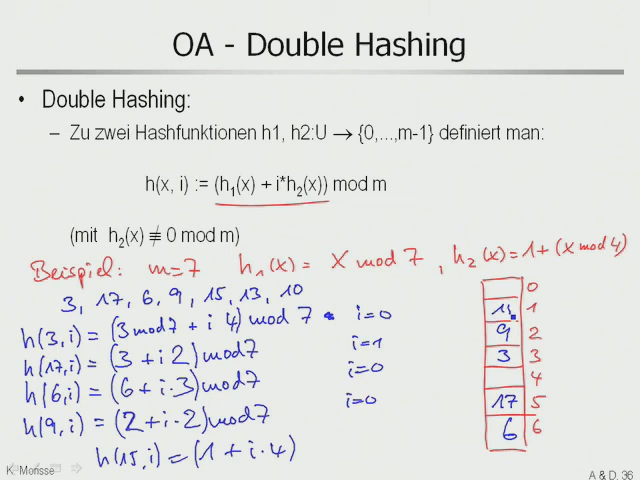 OA - Double Hashing
• Double Hashing:
– Zu zwei Hashfunktionen h1, h2:U → {0,...,m-1} definiert man:
h(x, i) := (h₁(x) + i*h₂(x)) mod m
(mit h₂(x) ≢ 0 mod m)
Beispiel: m=7 h₁(x) = x mod 7 , h₂(x) = 1+(x mod 4)
3, 17, 6, 9, 15, 13, 10
h(3,i) = (3 mod 7 + i 4) mod 7 i=0
h(17,i) = (3 + i 2) mod 7 i=1
h(6,i) = (6 + i·3) mod 7 i=0
h(9,i) = (2 + i·2) mod 7 i=0
h(15,i) = (1 + i·4)
0
1
9 2
3 3
4
17 5
6 6
K. Morisse
A & D. 36